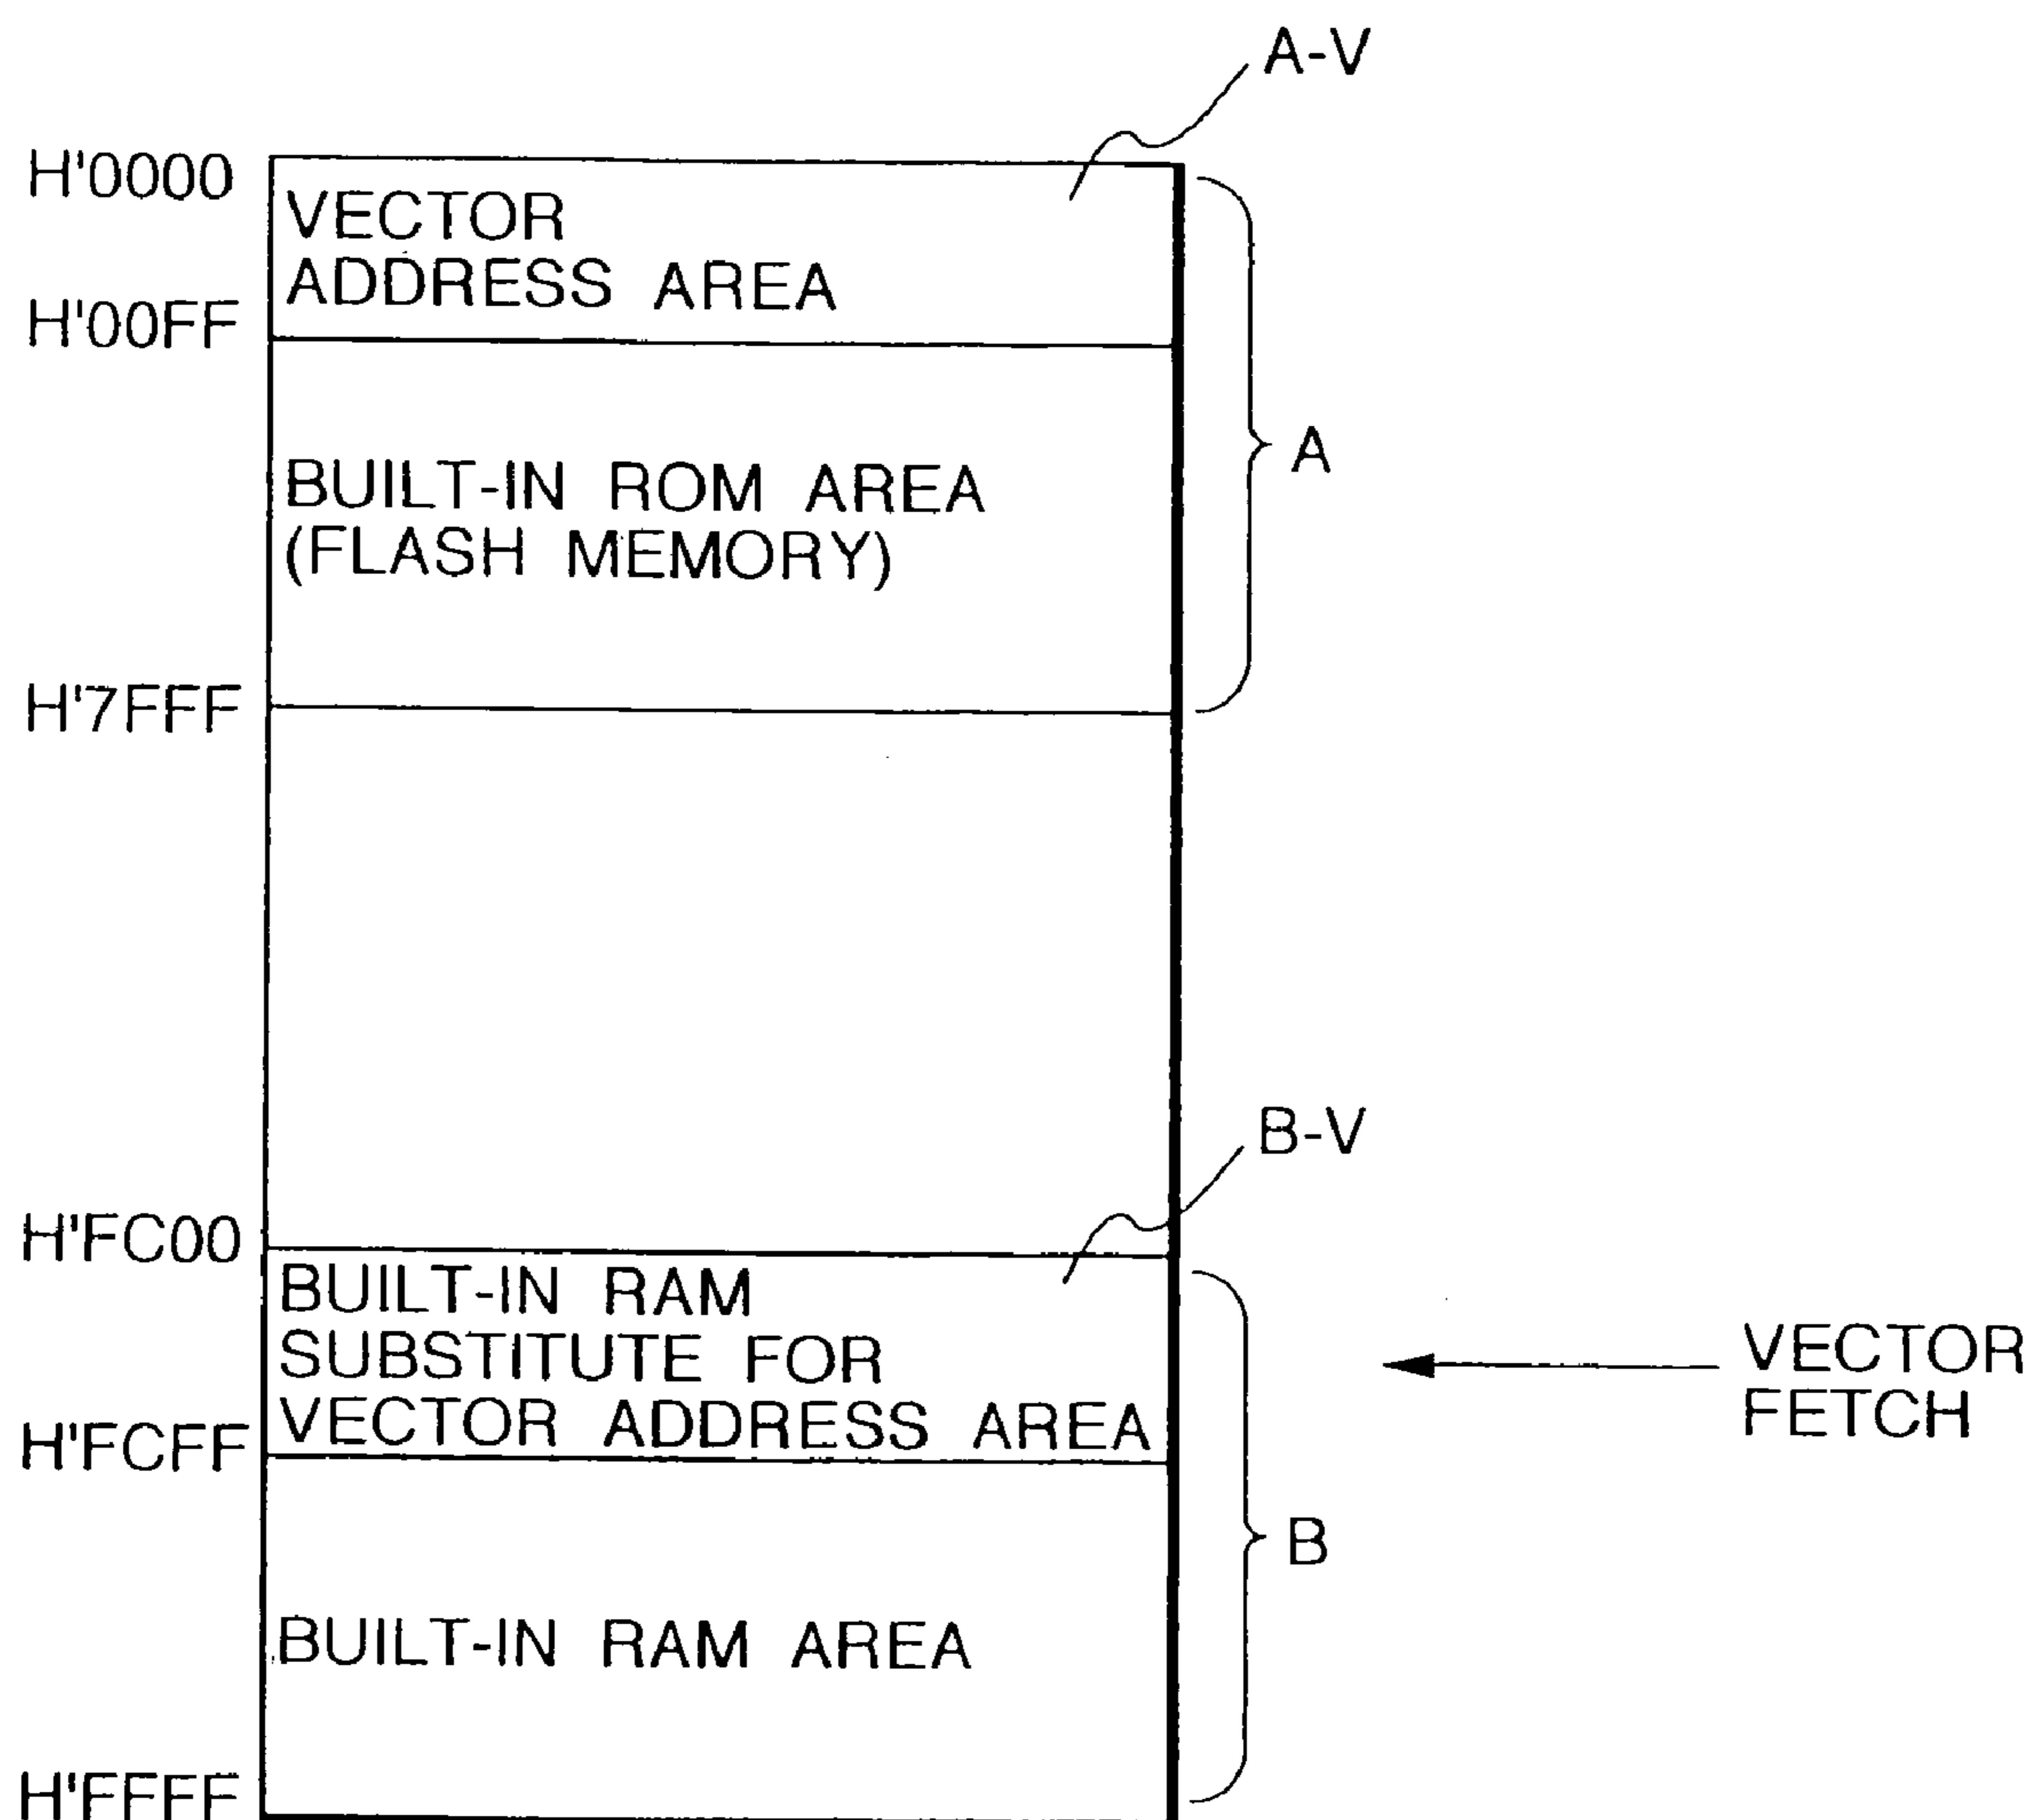 A-V
H'0000
VECTOR
ADDRESS AREA
H'00FF
BUILT-IN ROM AREA
(FLASH MEMORY)
A
H'7FFF
B-V
H'FC00
BUILT-IN RAM
SUBSTITUTE FOR
VECTOR ADDRESS AREA
H'FCFF
VECTOR
FETCH
B
BUILT-IN RAM AREA
H'FFFF